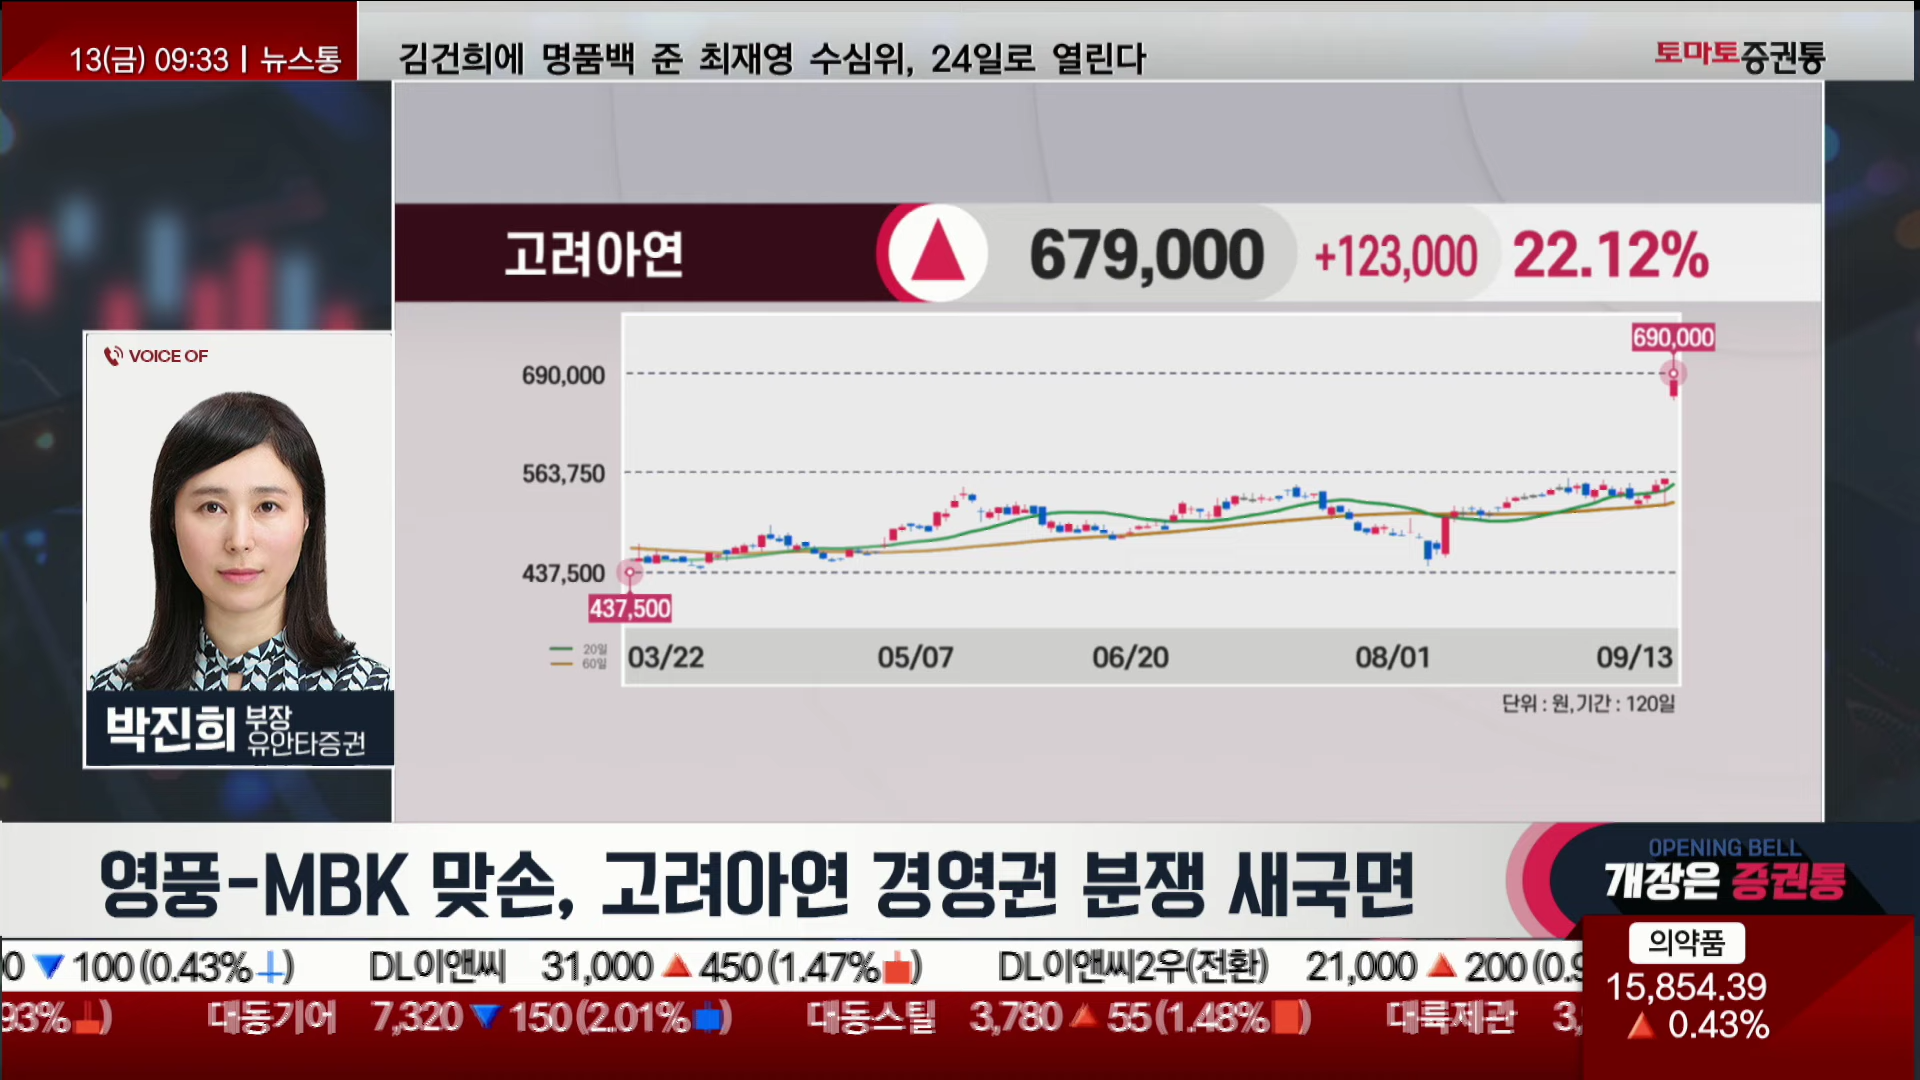 13(금) 09:33 | 뉴스통
김건희에 명품백 준 최재영 수심위, 24일로 열린다
토마토증권통
고려아연 ▲ 679,000 +123,000 22.12%
VOICE OF
박진희 부장
유안타증권
690,000
690,000
563,750
437,500
437,500
20일
60일
03/22 05/07 06/20 08/01 09/13
단위 : 원,기간 : 120일
영풍-MBK 맞손, 고려아연 경영권 분쟁 새국면
OPENING BELL
개장은 증권통
0 ▼ 100 (0.43%) DL이앤씨 31,000 ▲ 450 (1.47%) DL이앤씨2우(전환) 21,000 ▲ 200 (0.9
93%) 대동기어 7,320 ▼ 150 (2.01%) 대동스틸 3,780 ▲ 55 (1.48%) 대륙제관 3,
의약품
15,854.39
▲ 0.43%